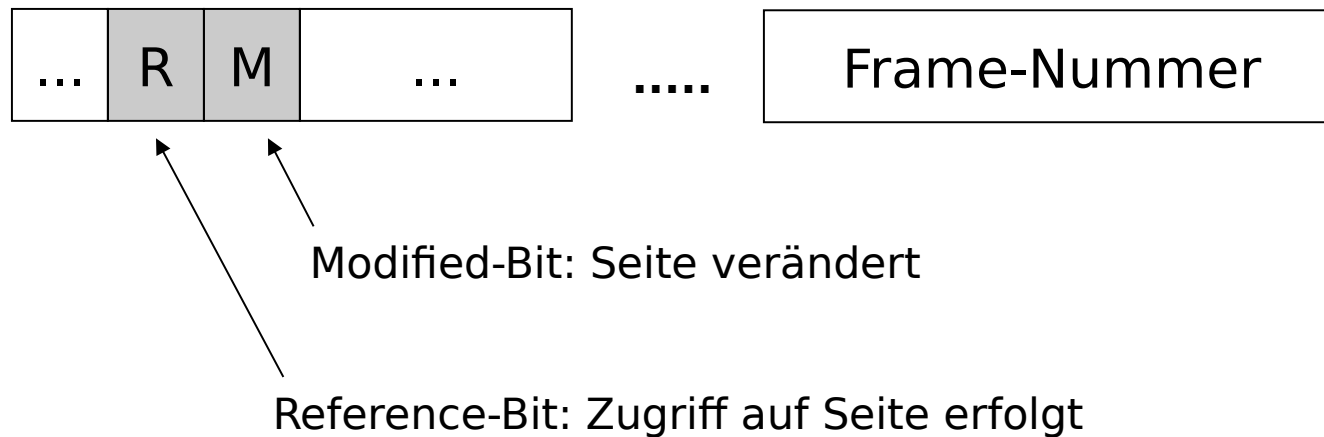 ... R M ... ..... Frame-Nummer
Modified-Bit: Seite verändert
Reference-Bit: Zugriff auf Seite erfolgt